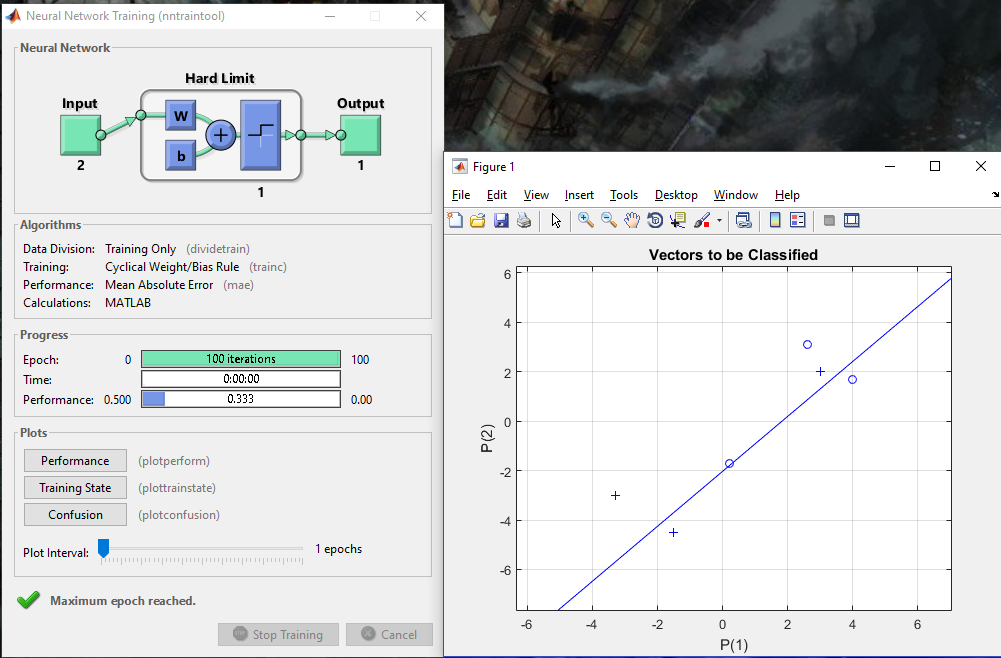 Neural Network Training (nntraintool)
Neural Network
Hard Limit
Input
Output
W
b
+
2
1
1
Algorithms
Data Division: Training Only (dividetrain)
Training: Cyclical Weight/Bias Rule (trainc)
Performance: Mean Absolute Error (mae)
Calculations: MATLAB
Progress
Epoch: 0 100 iterations 100
Time: 0:00:00
Performance: 0.500 0.333 0.00
Plots
Performance (plotperform)
Training State (plottrainstate)
Confusion (plotconfusion)
Plot Interval: 1 epochs
Maximum epoch reached.
Stop Training Cancel
Figure 1
File Edit View Insert Tools Desktop Window Help
Vectors to be Classified
6
4
2
0
-2
-4
-6
P(2)
-6 -4 -2 0 2 4 6
P(1)